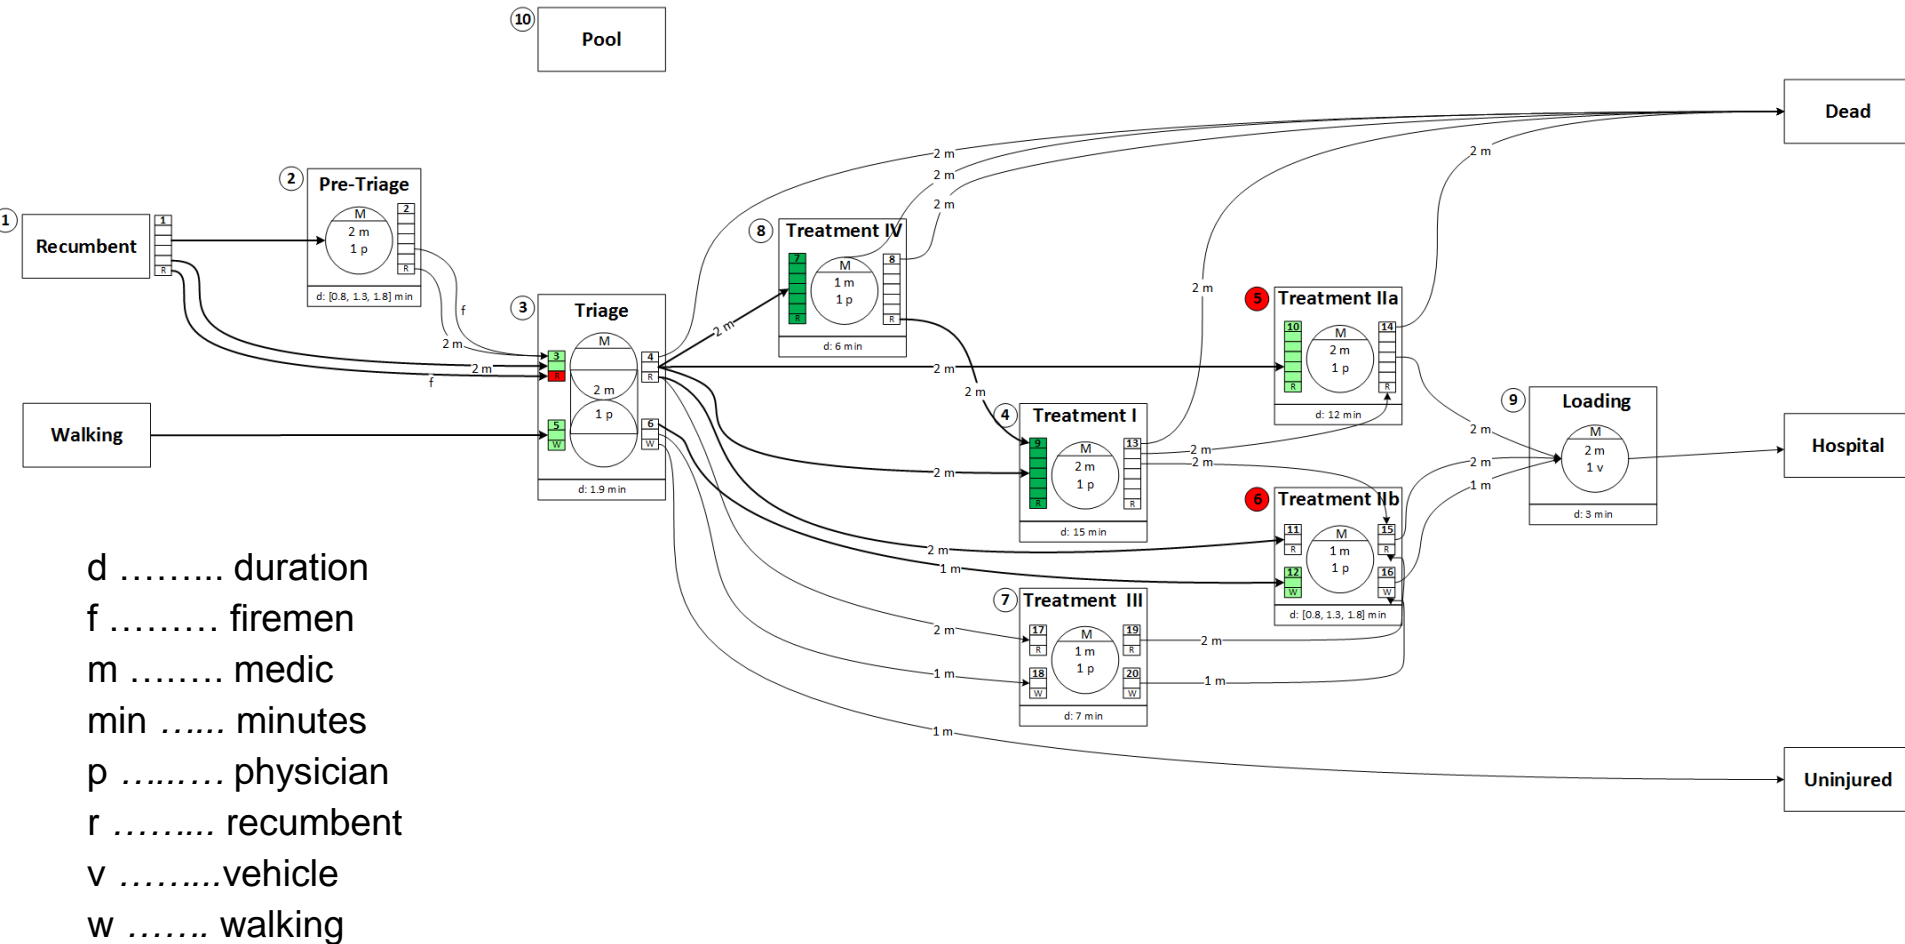 10
Pool
Dead
2 m
2 m
2 m
2 m
2
Pre-Triage
M
2 m
1 p
2
R
d: [0.8, 1.3, 1.8] min
1
Recumbent
1
R
8
Treatment IV
7
R
M
1 m
1 p
8
R
d: 6 min
2 m
3
Triage
M
2 m
1 p
3
R
4
R
5
W
6
W
d: 1.9 min
f
2 m
2 m
f
2 m
2 m
2 m
5
Treatment IIa
10
R
M
2 m
1 p
14
R
d: 12 min
Walking
4
Treatment I
9
R
M
2 m
1 p
13
R
d: 15 min
2 m
2 m
2 m
9
Loading
M
2 m
1 v
d: 3 min
2 m
2 m
1 m
Hospital
6
Treatment IIb
11
R
12
W
M
1 m
1 p
15
R
16
W
d: [0.8, 1.3, 1.8] min
2 m
1 m
7
Treatment III
17
R
18
W
M
1 m
1 p
19
R
20
W
d: 7 min
2 m
1 m
2 m
1 m
1 m
Uninjured
d ……... duration
f ……… firemen
m …..… medic
min …... minutes
p …..…. physician
r ……... recumbent
v ……...vehicle
w ……. walking